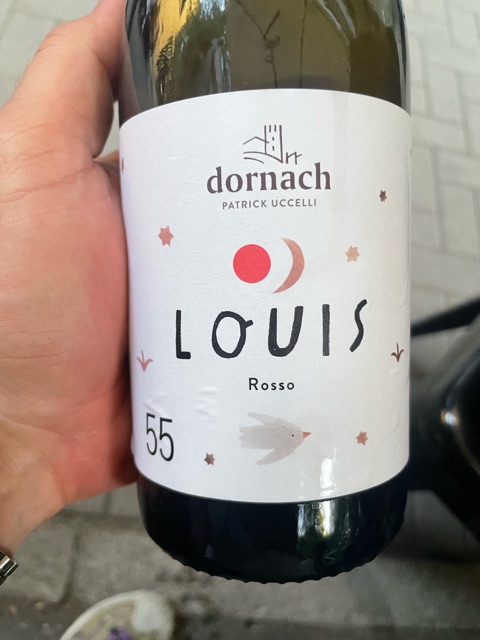 dornach
PATRICK UCCELLI
LOUIS
Rosso
55